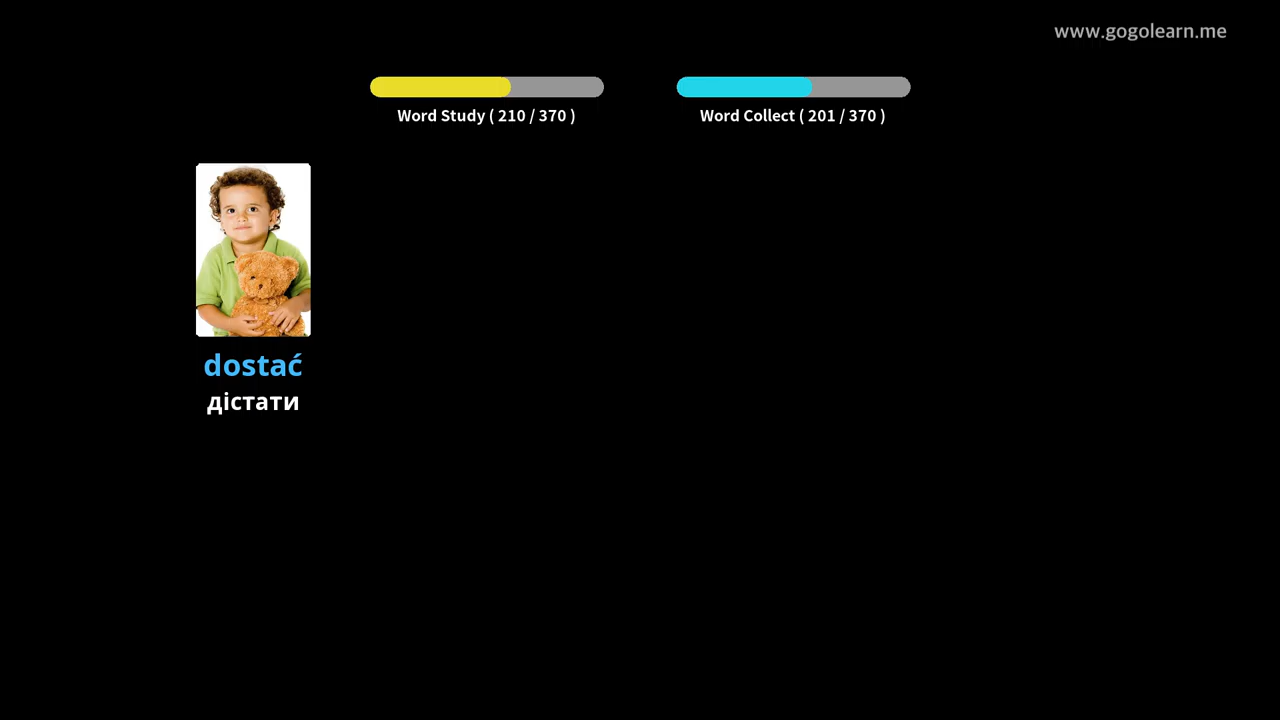 www.gogolearn.me
Word Study ( 210 / 370 )
Word Collect ( 201 / 370 )
dostać
дістати